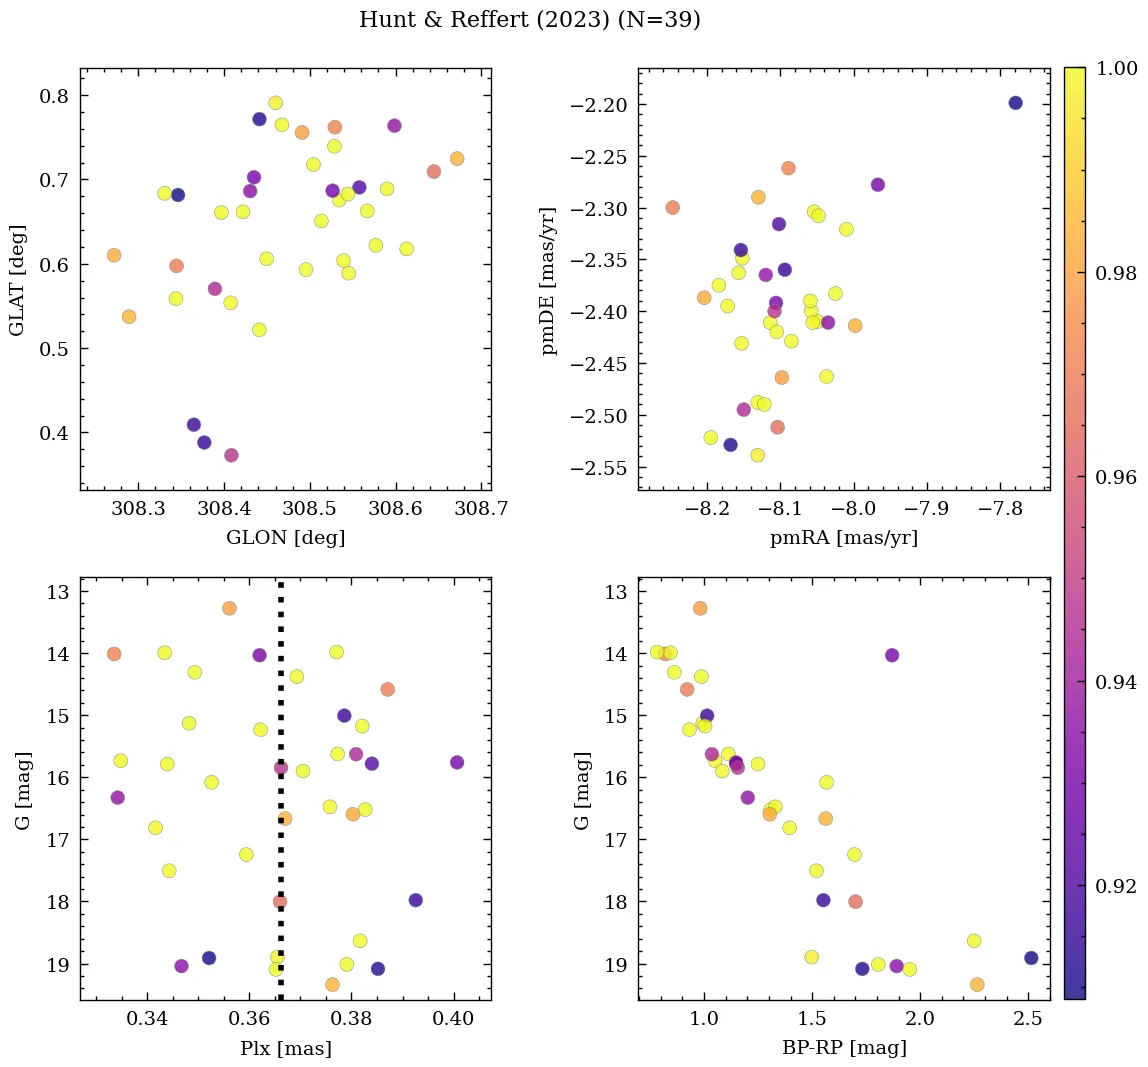 Hunt & Reffert (2023) (N=39)
0.8
0.7
0.6
0.5
0.4
GLAT [deg]
308.3 308.4 308.5 308.6 308.7
GLON [deg]
−2.20
−2.25
−2.30
−2.35
−2.40
−2.45
−2.50
−2.55
pmDE [mas/yr]
−8.2 −8.1 −8.0 −7.9 −7.8
pmRA [mas/yr]
13
14
15
16
17
18
19
G [mag]
0.34 0.36 0.38 0.40
Plx [mas]
13
14
15
16
17
18
19
G [mag]
1.0 1.5 2.0 2.5
BP-RP [mag]
1.00
0.98
0.96
0.94
0.92